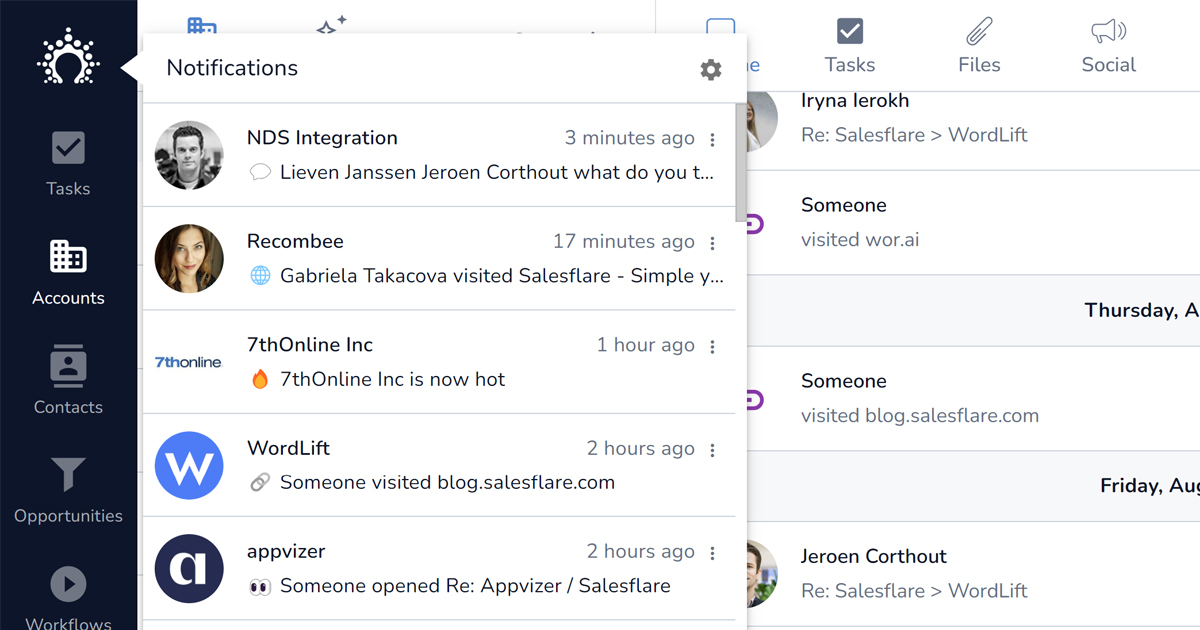 Tasks
Accounts
Contacts
Opportunities
Workflows
Notifications
NDS Integration 3 minutes ago
Lieven Janssen Jeroen Corthout what do you t...
Recombee 17 minutes ago
Gabriela Takacova visited Salesflare - Simple y...
7thonline
7thOnline Inc 1 hour ago
7thOnline Inc is now hot
W
WordLift 2 hours ago
Someone visited blog.salesflare.com
a
appvizer 2 hours ago
Someone opened Re: Appvizer / Salesflare
Tasks Files Social
Iryna Ierokh
Re: Salesflare > WordLift
Someone
visited wor.ai
Thursday, A
Someone
visited blog.salesflare.com
Friday, Aug
Jeroen Corthout
Re: Salesflare > WordLift